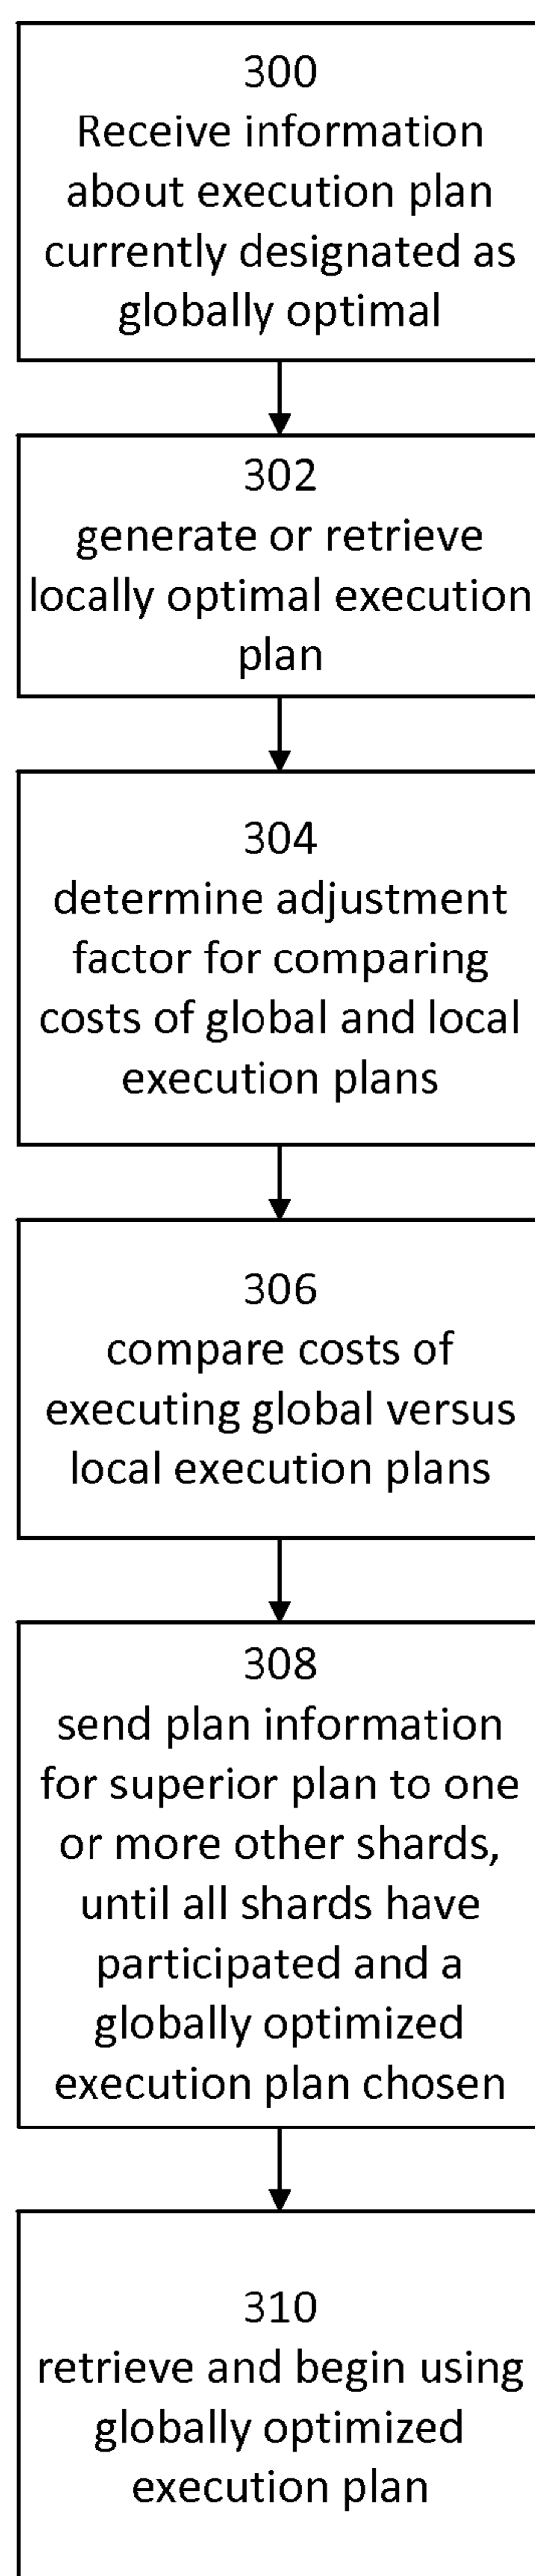 300
Receive information
about execution plan
currently designated as
globally optimal
302
generate or retrieve
locally optimal execution
plan
304
determine adjustment
factor for comparing
costs of global and local
execution plans
306
compare costs of
executing global versus
local execution plans
308
send plan information
for superior plan to one
or more other shards,
until all shards have
participated and a
globally optimized
execution plan chosen
310
retrieve and begin using
globally optimized
execution plan